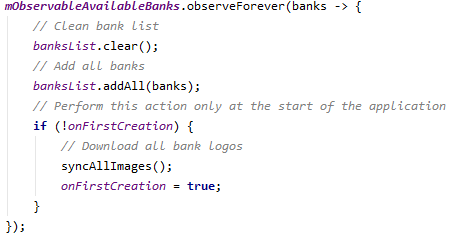 mObservableAvailableBanks.observeForever(banks -> {
    // Clean bank list
    banksList.clear();
    // Add all banks
    banksList.addAll(banks);
    // Perform this action only at the start of the application
    if (!onFirstCreation) {
        // Download all bank logos
        syncAllImages();
        onFirstCreation = true;
    }
});